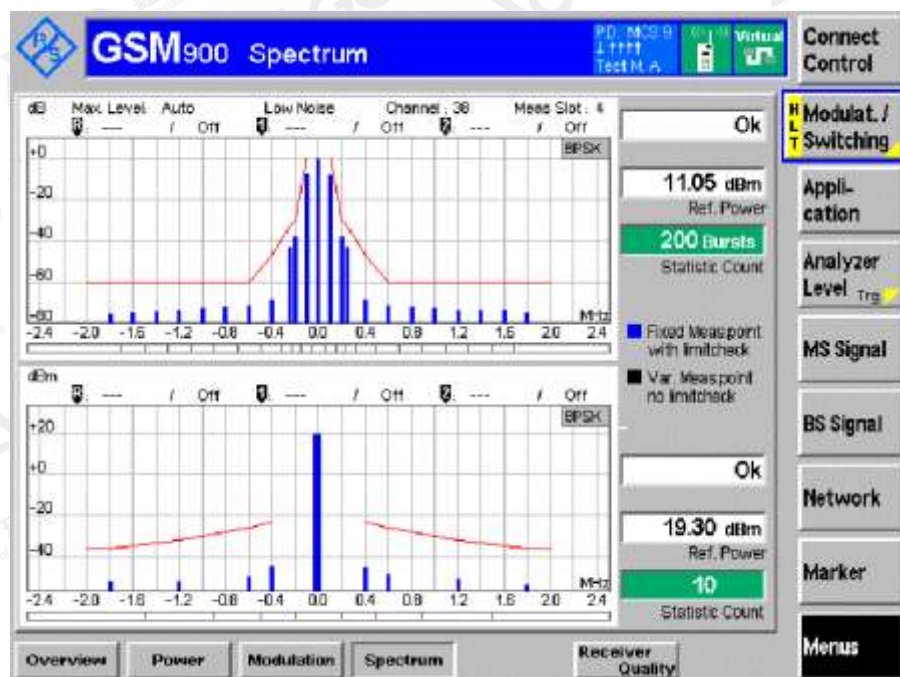 GSM900 Spectrum
PD: MCS 9
Test M. A
Virtual
Connect
Control
dB Max. Level: Auto Low Noise Channel : 38 Meas Slot : 4
--- / Off --- / Off --- / Off
BPSK
+0
-20
-40
-60
-80
MHz
-2.4 -2.0 -1.6 -1.2 -0.8 -0.4 0.0 0.4 0.8 1.2 1.6 2.0 2.4
Ok
11.05 dBm
Ref. Power
200 Bursts
Statistic Count
Fixed Measpoint
with limitcheck
Var. Measpoint
no limitcheck
dBm
--- / Off --- / Off --- / Off
BPSK
+20
+0
-20
-40
MHz
-2.4 -2.0 -1.6 -1.2 -0.8 -0.4 0.0 0.4 0.8 1.2 1.6 2.0 2.4
Ok
19.30 dBm
Ref. Power
10
Statistic Count
HLT
Modulat. /
Switching
Appli-
cation
Analyzer
Level Trg
MS Signal
BS Signal
Network
Marker
Menus
Overview Power Modulation Spectrum Receiver
Quality